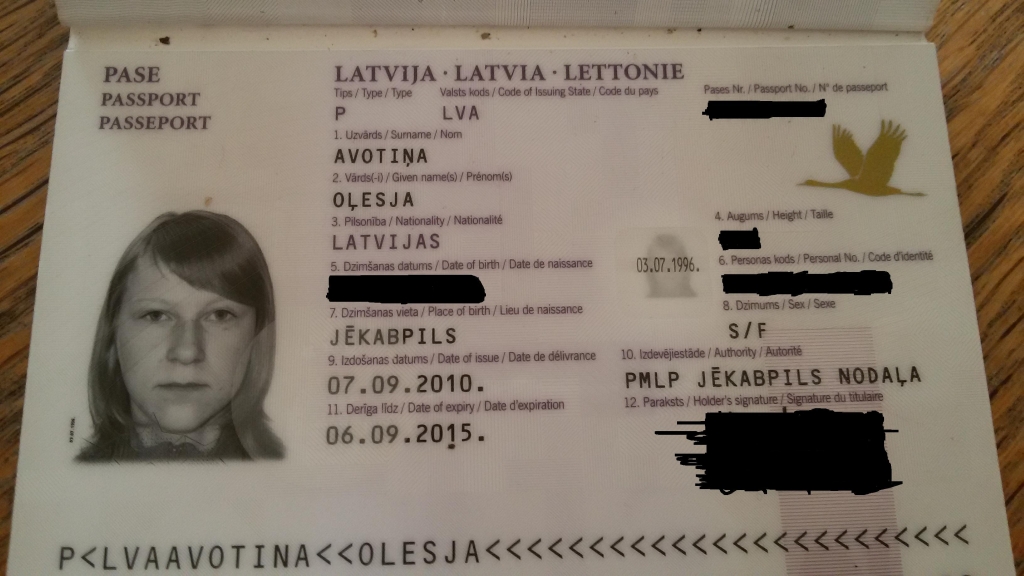 PASE
PASSPORT
PASSEPORT
LATVIJA · LATVIA · LETTONIE
Tips / Type / Type Valsts kods / Code of Issuing State / Code du pays
Pases Nr. / Passport No. / N° de passeport
P LVA
1. Uzvārds / Surname / Nom
AVOTIŅA
2. Vārds(-i) / Given name(s) / Prénom(s)
OĻESJA
3. Pilsonība / Nationality / Nationalité
4. Augums / Height / Taille
LATVIJAS
5. Dzimšanas datums / Date of birth / Date de naissance
03.07.1996.
6. Personas kods / Personal No. / Code d'identité
7. Dzimšanas vieta / Place of birth / Lieu de naissance
8. Dzimums / Sex / Sexe
JĒKABPILS
S/F
9. Izdošanas datums / Date of issue / Date de délivrance
10. Izdevējiestāde / Authority / Autorité
07.09.2010.
PMLP JĒKABPILS NODAĻA
11. Derīga līdz / Date of expiry / Date d'expiration
12. Paraksts / Holder's signature / Signature du titulaire
06.09.2015.
P<LVAAVOTINA<<OLESJA<<<<<<<<<<<<<<<<<<<<<<<<